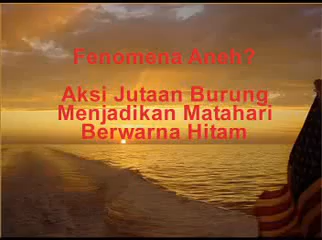 Fenomena Aneh?
Aksi Jutaan Burung
Menjadikan Matahari
Berwarna Hitam